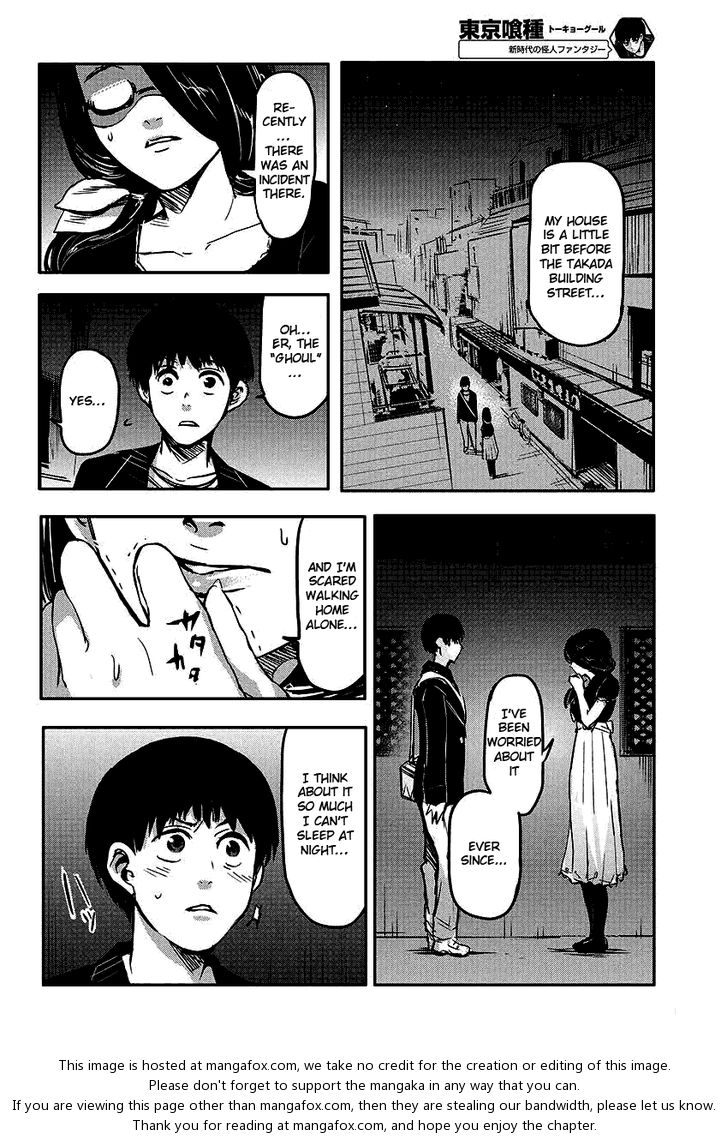 東京喰種 トーキョーグール
新時代の怪人ファンタジー
MY HOUSE
IS A LITTLE
BIT BEFORE
THE TAKADA
BUILDING
STREET...
RE-
CENTLY
...
THERE
WAS AN
INCIDENT
THERE.
OH...
ER, THE
"GHOUL"
...
YES...
I'VE
BEEN
WORRIED
ABOUT
IT
EVER
SINCE...
AND I'M
SCARED
WALKING
HOME
ALONE...
カタ
カタ
I THINK
ABOUT IT
SO MUCH
I CAN'T
SLEEP AT
NIGHT...
This image is hosted at mangafox.com, we take no credit for the creation or editing of this image.
Please don't forget to support the mangaka in any way that you can.
If you are viewing this page other than mangafox.com, then they are stealing our bandwidth, please let us know.
Thank you for reading at mangafox.com, and hope you enjoy the chapter.